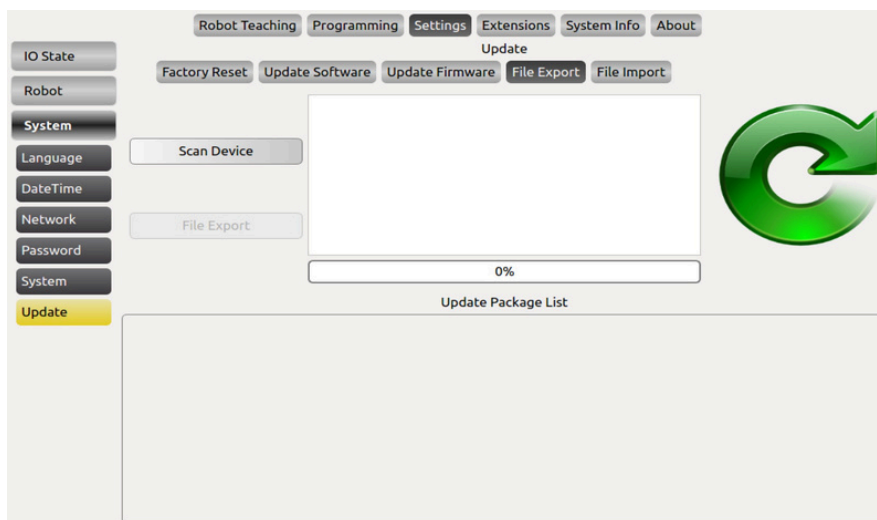 Robot Teaching Programming Settings Extensions System Info About
Update
IO State
Factory Reset Update Software Update Firmware File Export File Import
Robot
System
Scan Device
Language
DateTime
Network
File Export
Password
0%
System
Update Package List
Update